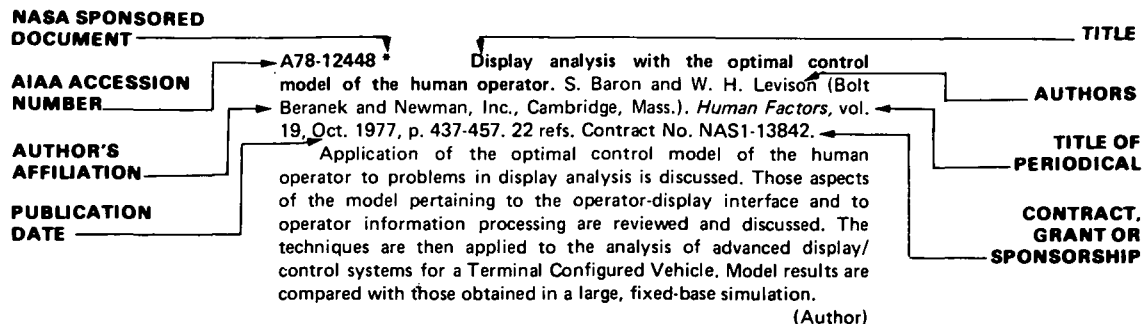 NASA SPONSORED
DOCUMENT
AIAA ACCESSION
NUMBER
AUTHOR'S
AFFILIATION
PUBLICATION
DATE
A78-12448 * Display analysis with the optimal control
model of the human operator. S. Baron and W. H. Levison (Bolt
Beranek and Newman, Inc., Cambridge, Mass.). Human Factors, vol.
19, Oct. 1977, p. 437-457. 22 refs. Contract No. NAS1-13842.
Application of the optimal control model of the human
operator to problems in display analysis is discussed. Those aspects
of the model pertaining to the operator-display interface and to
operator information processing are reviewed and discussed. The
techniques are then applied to the analysis of advanced display/
control systems for a Terminal Configured Vehicle. Model results are
compared with those obtained in a large, fixed-base simulation.
(Author)
TITLE
AUTHORS
TITLE OF
PERIODICAL
CONTRACT,
GRANT OR
SPONSORSHIP